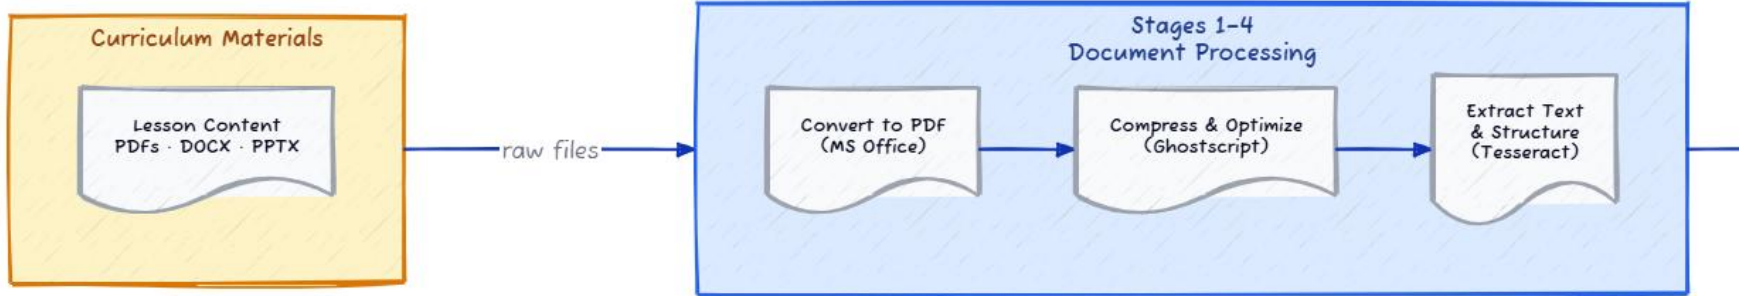 Curriculum Materials
Lesson Content
PDFs · DOCX · PPTX
raw files
Stages 1–4
Document Processing
Convert to PDF
(MS Office)
Compress & Optimize
(Ghostscript)
Extract Text
& Structure
(Tesseract)